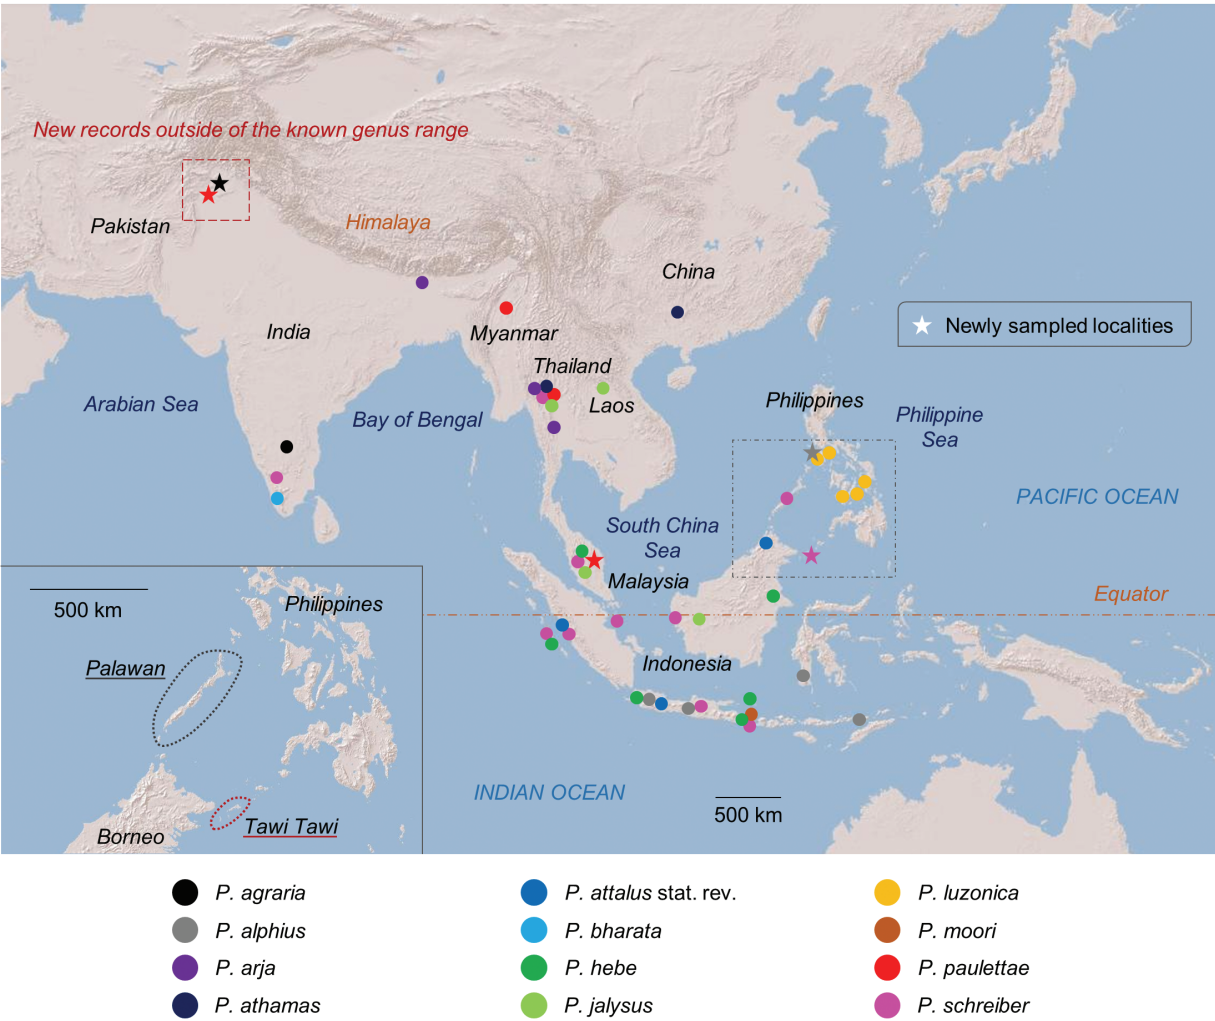 New records outside of the known genus range
Pakistan
Himalaya
China
India
Myanmar
Newly sampled localities
Thailand
Arabian Sea
Bay of Bengal
Laos
Philippines
Philippine
Sea
PACIFIC OCEAN
South China
Sea
Malaysia
Equator
500 km
Philippines
Palawan
Indonesia
INDIAN OCEAN
500 km
Borneo
Tawi Tawi
P. agraria
P. alphius
P. arja
P. athamas
P. attalus stat. rev.
P. bharata
P. hebe
P. jalysus
P. luzonica
P. moori
P. paulettae
P. schreiber